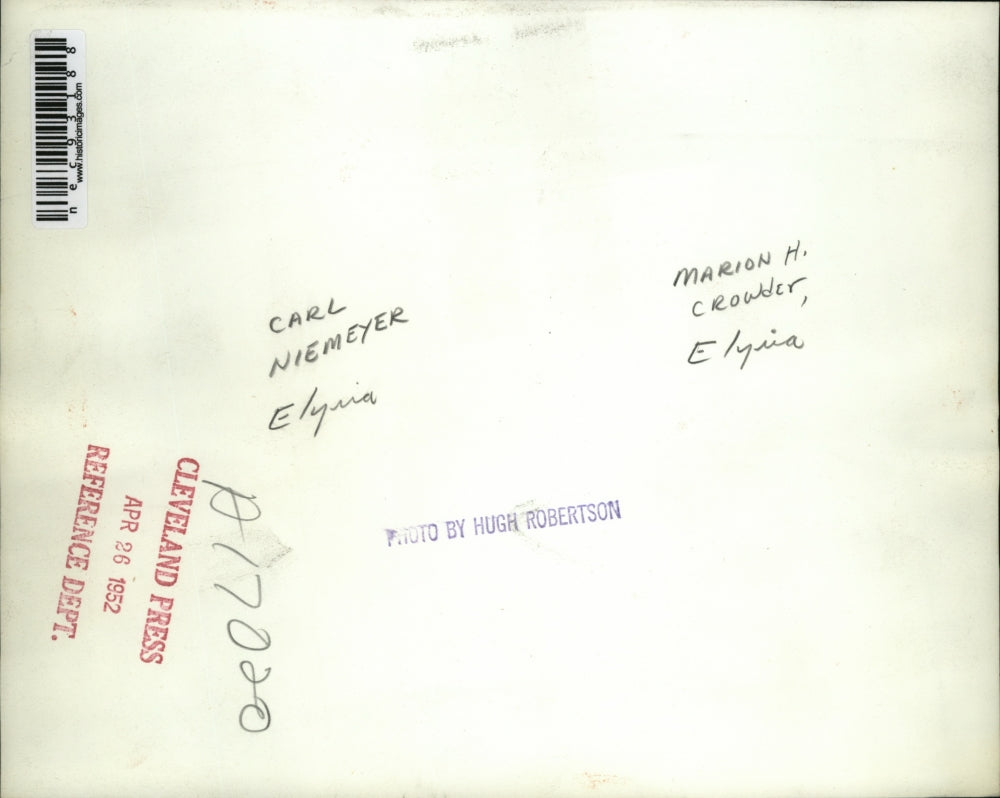 nec93188
www.historicimages.com
MARION H.
CROWDER,
Elyria
CARL
NIEMEYER
Elyria
CLEVELAND PRESS
APR 26 1952
REFERENCE DEPT.
PHOTO BY HUGH ROBERTSON